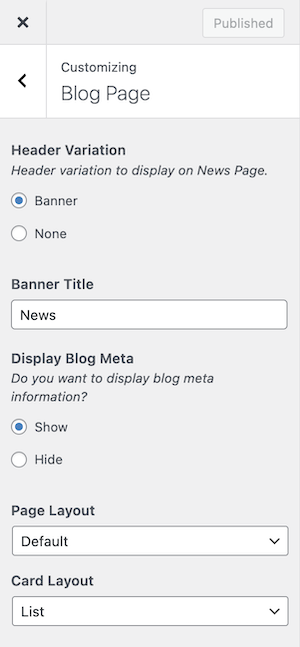 Published
Customizing
Blog Page
Header Variation
Header variation to display on News Page.
Banner
None
Banner Title
News
Display Blog Meta
Do you want to display blog meta
information?
Show
Hide
Page Layout
Default
Card Layout
List